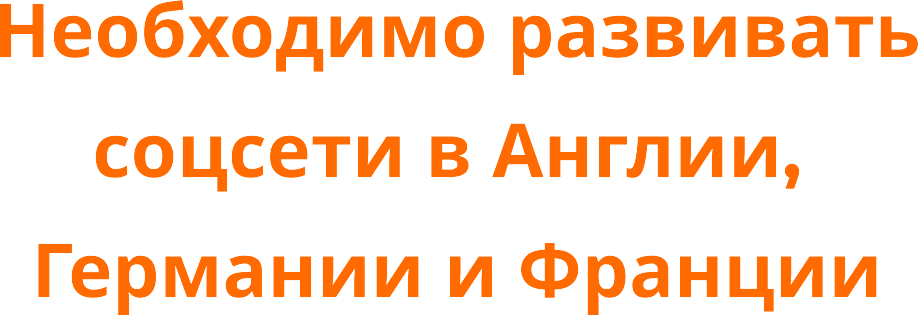 Необходимо развивать
соцсети в Англии,
Германии и Франции